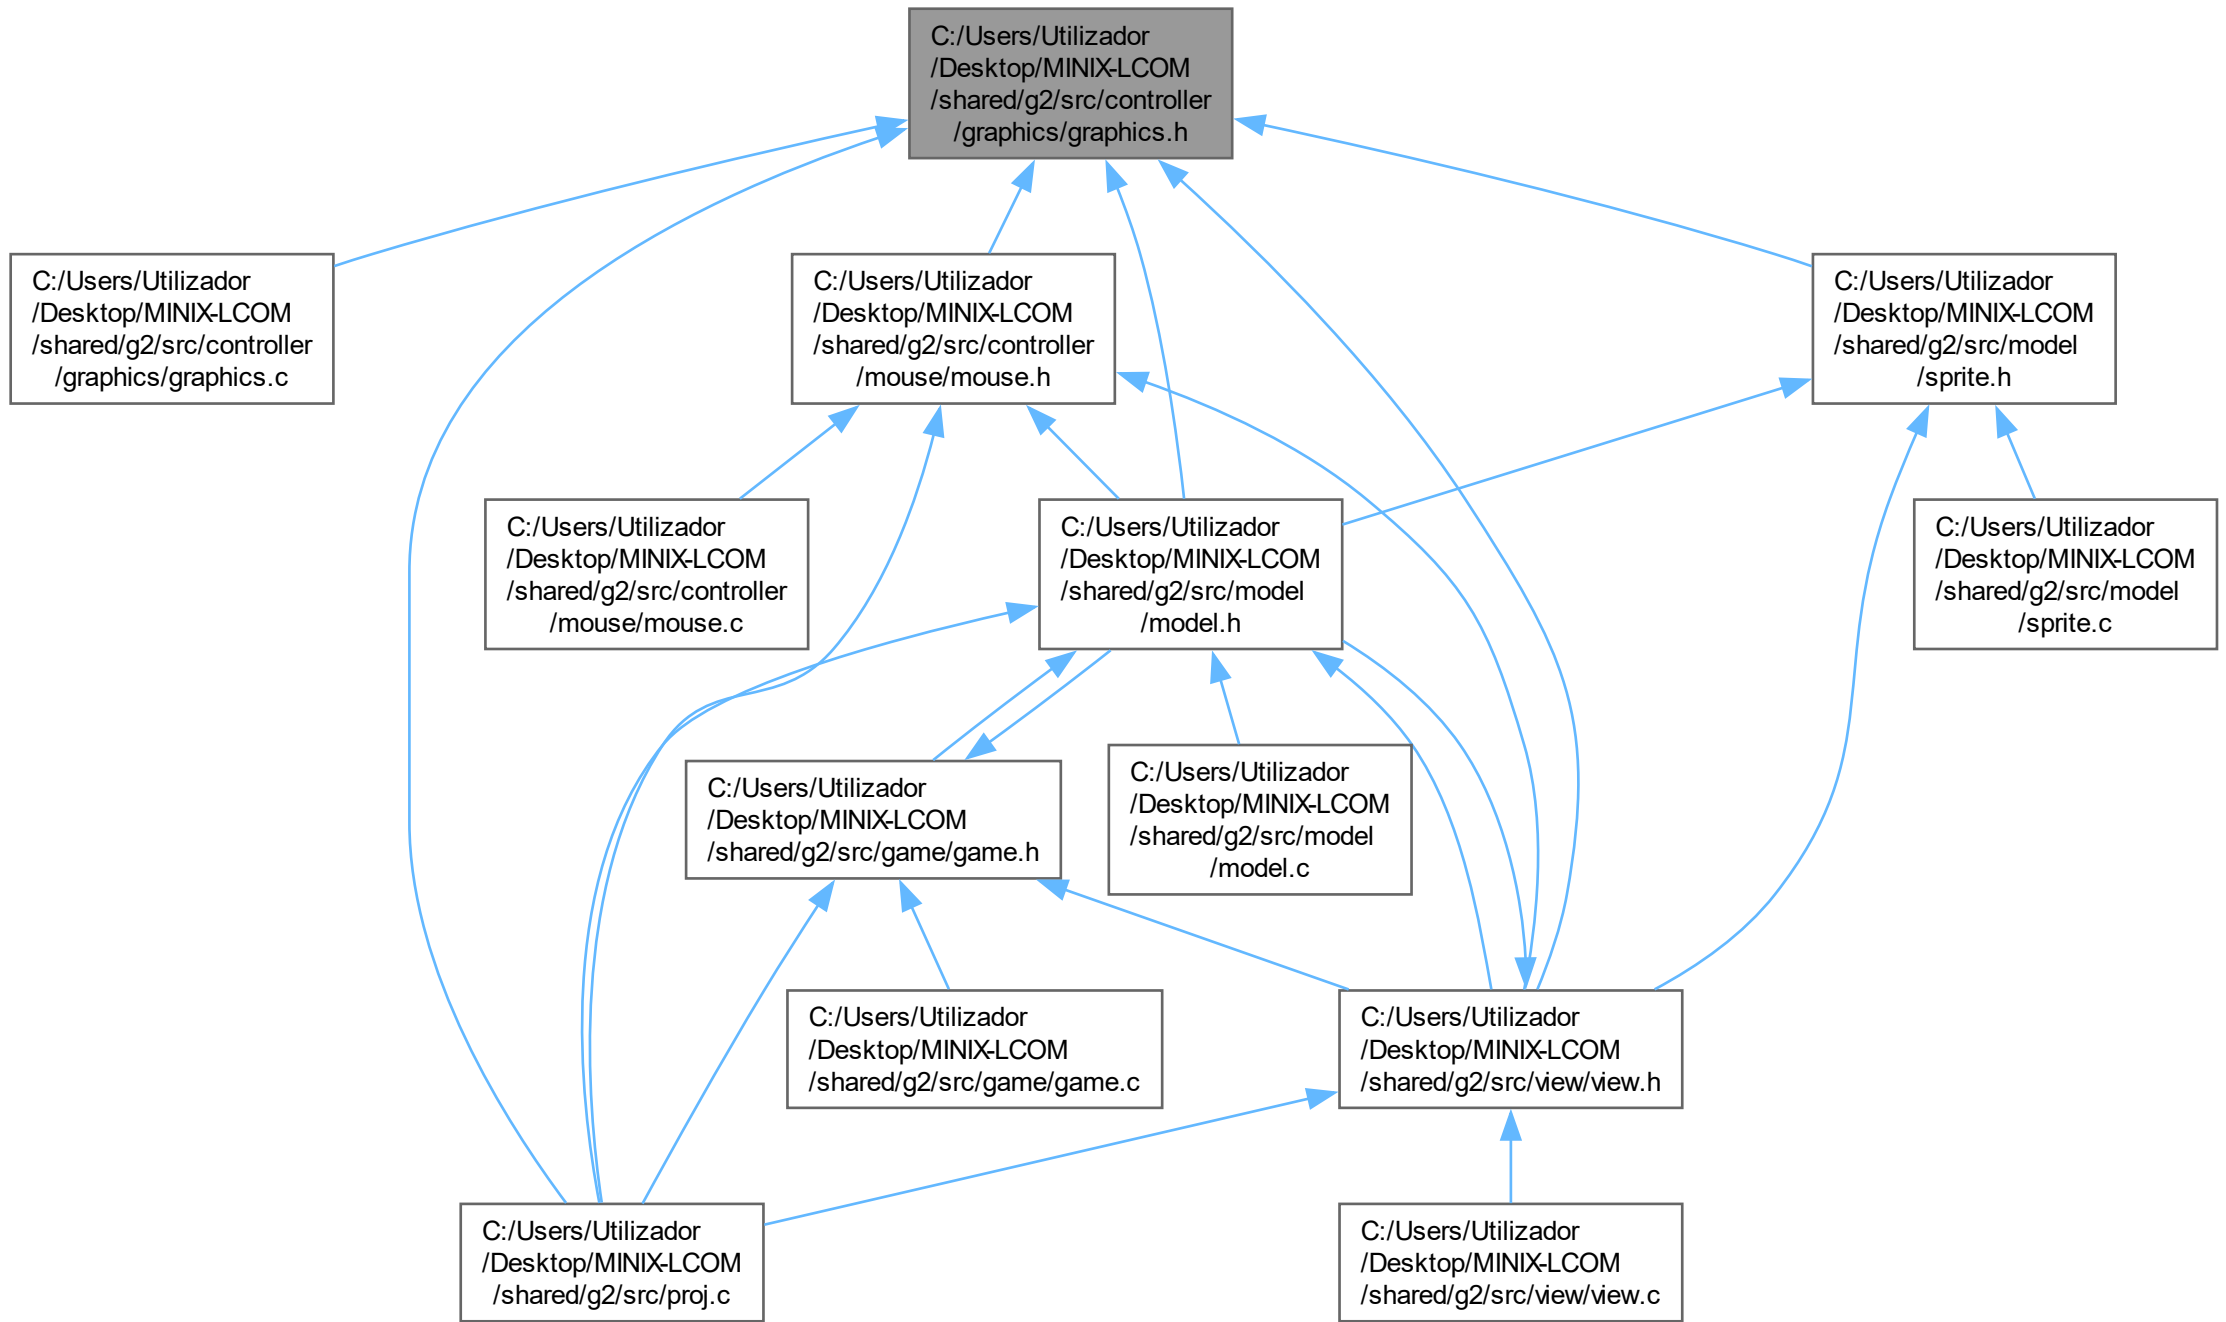 C:/Users/Utilizador
/Desktop/MINIX-LCOM
/shared/g2/src/controller
/graphics/graphics.h
C:/Users/Utilizador
/Desktop/MINIX-LCOM
/shared/g2/src/controller
/graphics/graphics.c
C:/Users/Utilizador
/Desktop/MINIX-LCOM
/shared/g2/src/controller
/mouse/mouse.h
C:/Users/Utilizador
/Desktop/MINIX-LCOM
/shared/g2/src/model
/sprite.h
C:/Users/Utilizador
/Desktop/MINIX-LCOM
/shared/g2/src/controller
/mouse/mouse.c
C:/Users/Utilizador
/Desktop/MINIX-LCOM
/shared/g2/src/model
/model.h
C:/Users/Utilizador
/Desktop/MINIX-LCOM
/shared/g2/src/model
/sprite.c
C:/Users/Utilizador
/Desktop/MINIX-LCOM
/shared/g2/src/game/game.h
C:/Users/Utilizador
/Desktop/MINIX-LCOM
/shared/g2/src/model
/model.c
C:/Users/Utilizador
/Desktop/MINIX-LCOM
/shared/g2/src/game/game.c
C:/Users/Utilizador
/Desktop/MINIX-LCOM
/shared/g2/src/view/view.h
C:/Users/Utilizador
/Desktop/MINIX-LCOM
/shared/g2/src/proj.c
C:/Users/Utilizador
/Desktop/MINIX-LCOM
/shared/g2/src/view/view.c